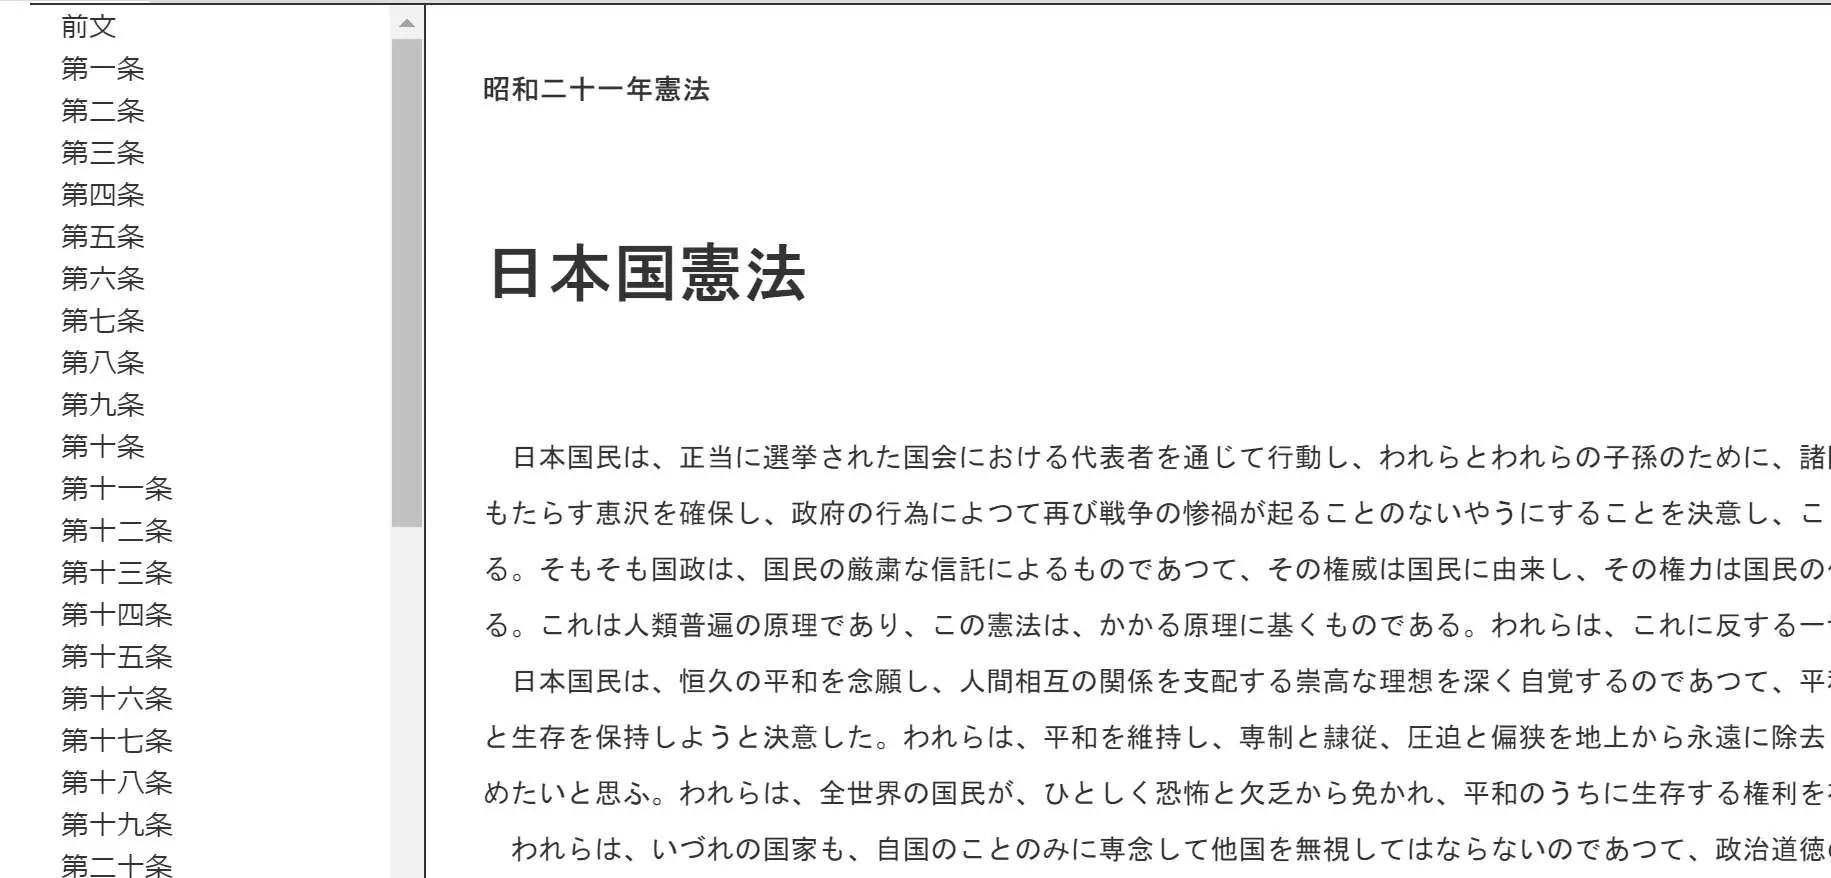 前文
第一条
第二条
第三条
第四条
第五条
第六条
第七条
第八条
第九条
第十条
第十一条
第十二条
第十三条
第十四条
第十五条
第十六条
第十七条
第十八条
第十九条
第二十条
昭和二十一年憲法
日本国憲法
日本国民は、正当に選挙された国会における代表者を通じて行動し、われらとわれらの子孫のために、諸
もたらす恵沢を確保し、政府の行為によつて再び戦争の惨禍が起ることのないやうにすることを決意し、こ
る。そもそも国政は、国民の厳粛な信託によるものであつて、その権威は国民に由来し、その権力は国民の
る。これは人類普遍の原理であり、この憲法は、かかる原理に基くものである。われらは、これに反する一
日本国民は、恒久の平和を念願し、人間相互の関係を支配する崇高な理想を深く自覚するのであつて、平
と生存を保持しようと決意した。われらは、平和を維持し、専制と隷従、圧迫と偏狭を地上から永遠に除去
めたいと思ふ。われらは、全世界の国民が、ひとしく恐怖と欠乏から免かれ、平和のうちに生存する権利を
われらは、いづれの国家も、自国のことのみに専念して他国を無視してはならないのであつて、政治道徳